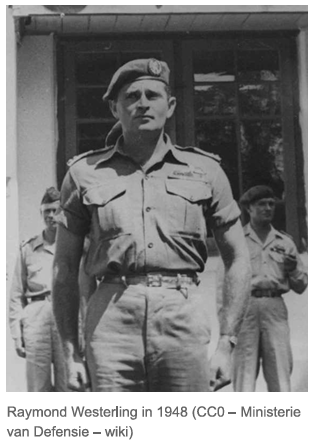 Raymond Westerling in 1948 (CC0 – Ministerie
van Defensie – wiki)